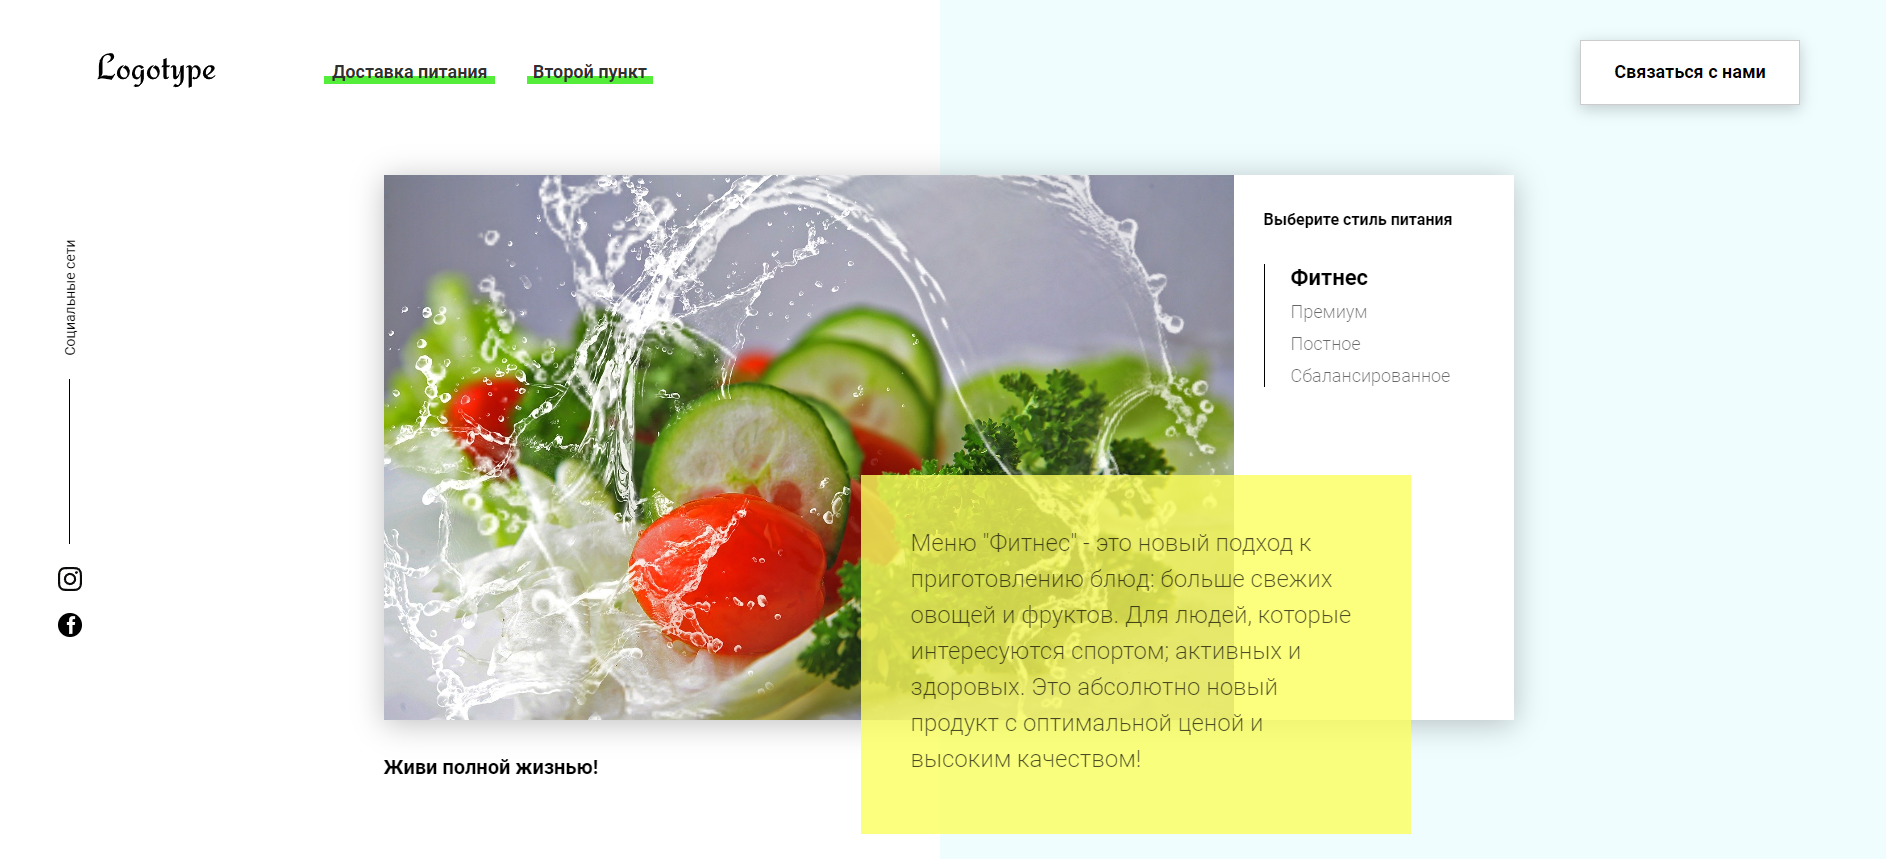 Logotype
Доставка питания
Второй пункт
Связаться с нами
Социальные сети
Выберите стиль питания
Фитнес
Премиум
Постное
Сбалансированное
Меню "Фитнес" - это новый подход к
приготовлению блюд: больше свежих
овощей и фруктов. Для людей, которые
интересуются спортом; активных и
здоровых. Это абсолютно новый
продукт с оптимальной ценой и
высоким качеством!
Живи полной жизнью!